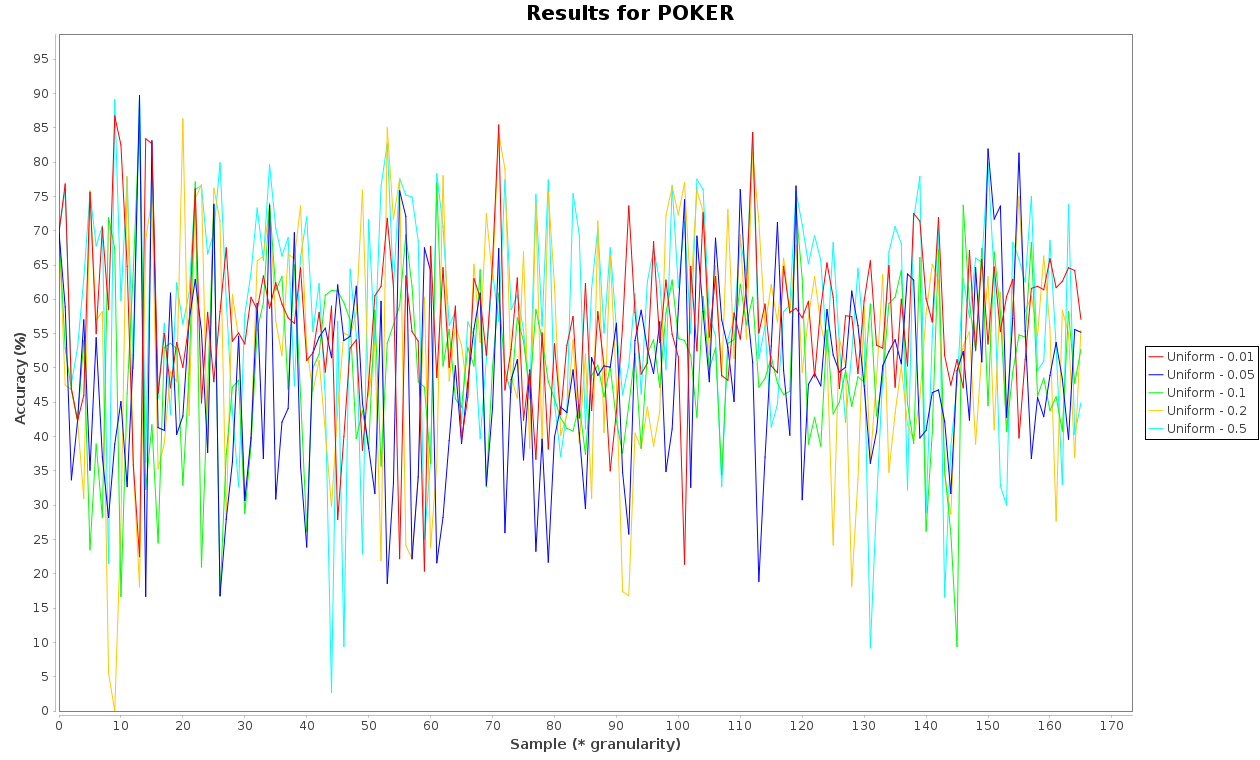 Results for POKER
Accuracy (%)
95
90
85
80
75
70
65
60
55
50
45
40
35
30
25
20
15
10
5
0
0 10 20 30 40 50 60 70 80 90 100 110 120 130 140 150 160 170
Sample (* granularity)
Uniform - 0.01
Uniform - 0.05
Uniform - 0.1
Uniform - 0.2
Uniform - 0.5